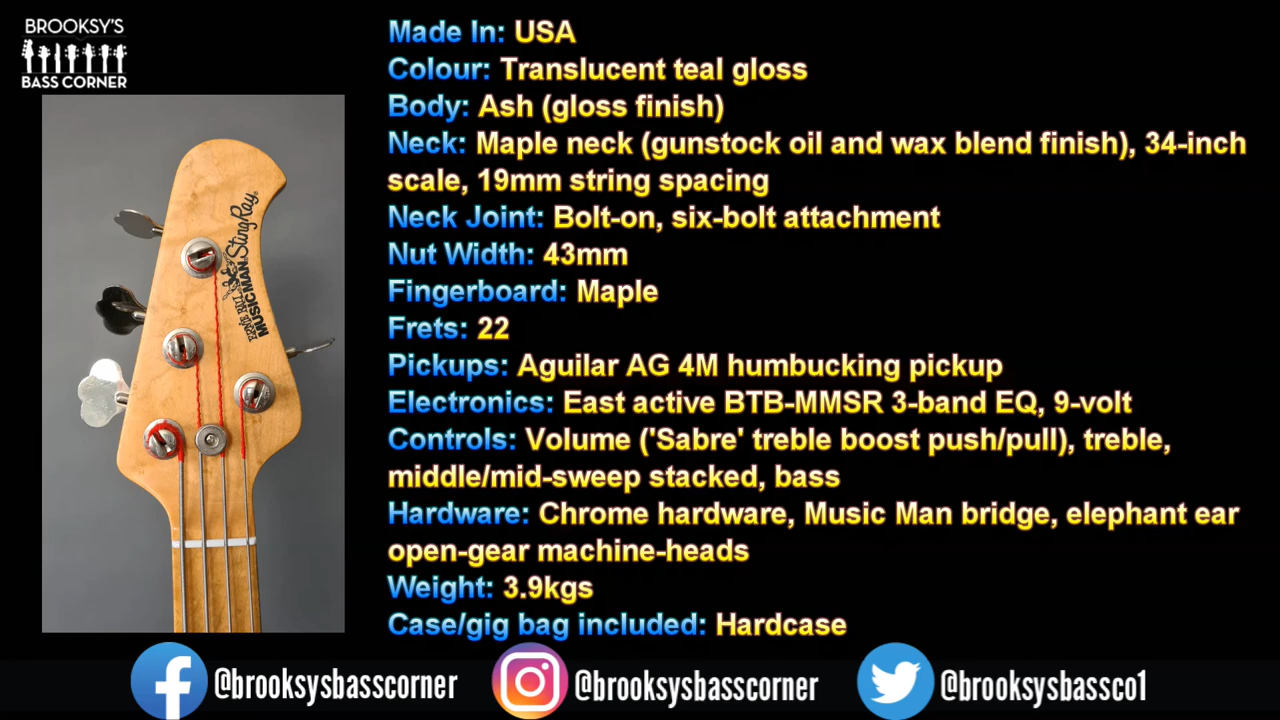 BROOKSY'S
BASS CORNER
Made In: USA
Colour: Translucent teal gloss
Body: Ash (gloss finish)
Neck: Maple neck (gunstock oil and wax blend finish), 34-inch
scale, 19mm string spacing
Neck Joint: Bolt-on, six-bolt attachment
Nut Width: 43mm
Fingerboard: Maple
Frets: 22
Pickups: Aguilar AG 4M humbucking pickup
Electronics: East active BTB-MMSR 3-band EQ, 9-volt
Controls: Volume ('Sabre' treble boost push/pull), treble,
middle/mid-sweep stacked, bass
Hardware: Chrome hardware, Music Man bridge, elephant ear
open-gear machine-heads
Weight: 3.9kgs
Case/gig bag included: Hardcase
ERNIE BALL
MUSIC MAN
StingRay
@brooksysbasscorner
@brooksysbasscorner
@brooksysbassco1